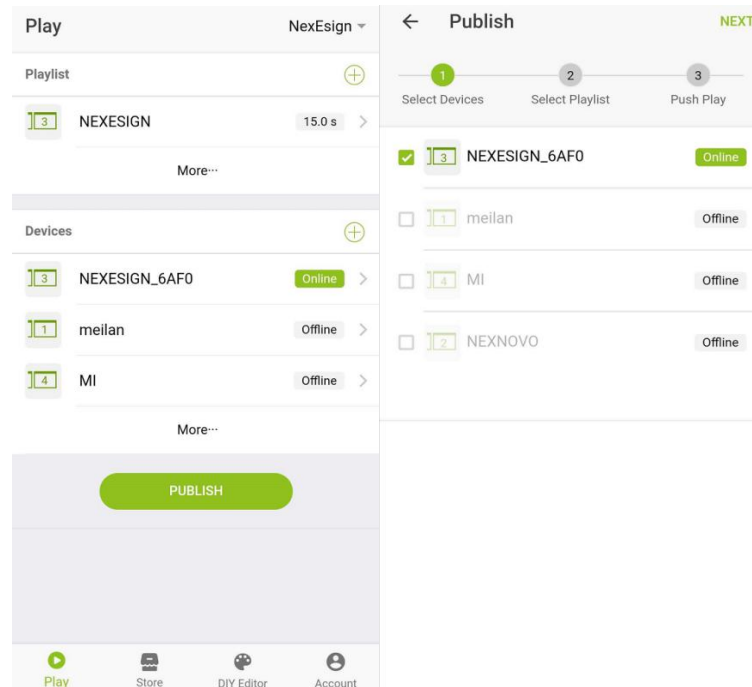 Play
NexEsign
Playlist
3 NEXESIGN 15.0 s
More···
Devices
3 NEXESIGN_6AF0 Online
1 meilan Offline
4 MI Offline
More···
PUBLISH
Play Store DIY Editor Account
Publish NEXT
1 2 3
Select Devices Select Playlist Push Play
3 NEXESIGN_6AF0 Online
1 meilan Offline
4 MI Offline
2 NEXNOVO Offline